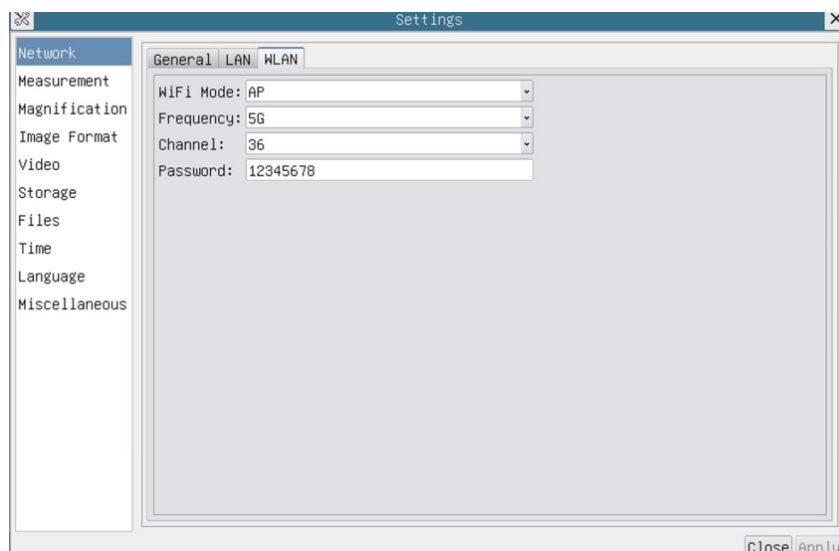 Settings
Network
Measurement
Magnification
Image Format
Video
Storage
Files
Time
Language
Miscellaneous
General LAN WLAN
WiFi Mode: AP
Frequency: 5G
Channel: 36
Password: 12345678
Close Apply